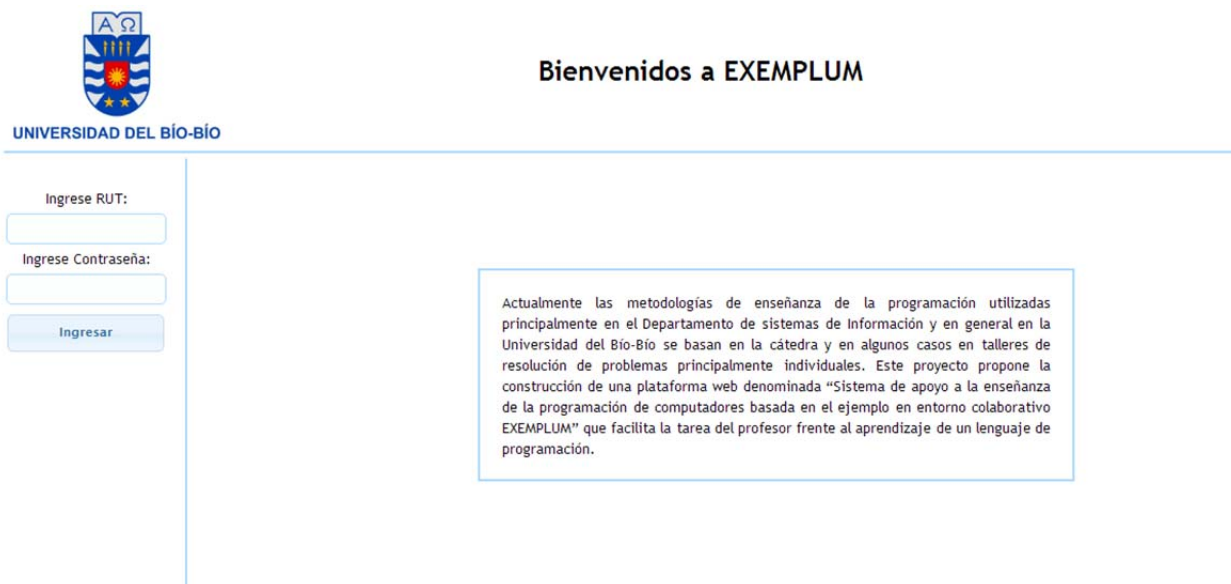 ΑΩ
UNIVERSIDAD DEL BÍO-BÍO
Bienvenidos a EXEMPLUM
Ingrese RUT:
Ingrese Contraseña:
Ingresar
Actualmente las metodologías de enseñanza de la programación utilizadas
principalmente en el Departamento de sistemas de Información y en general en la
Universidad del Bío-Bío se basan en la cátedra y en algunos casos en talleres de
resolución de problemas principalmente individuales. Este proyecto propone la
construcción de una plataforma web denominada “Sistema de apoyo a la enseñanza
de la programación de computadores basada en el ejemplo en entorno colaborativo
EXEMPLUM” que facilita la tarea del profesor frente al aprendizaje de un lenguaje de
programación.